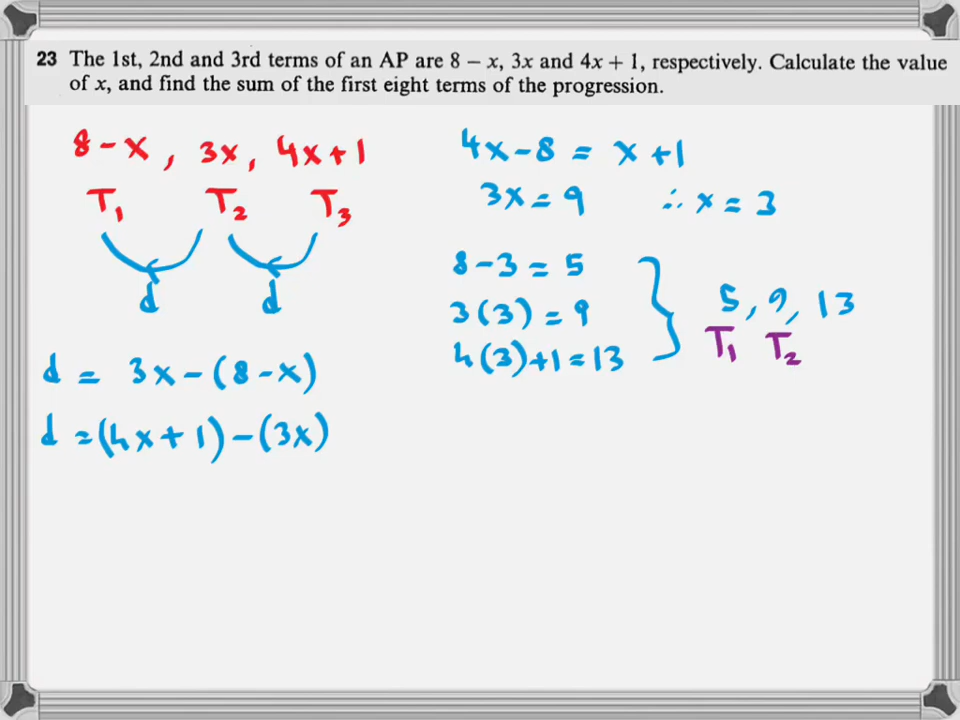 23 The 1st, 2nd and 3rd terms of an AP are 8 − x, 3x and 4x + 1, respectively. Calculate the value
of x, and find the sum of the first eight terms of the progression.
8 - x , 3x , 4x+1
T₁ T₂ T₃
d d
d = 3x - (8 - x)
d = (4x + 1) - (3x)
4x - 8 = x + 1
3x = 9 ∴ x = 3
8 - 3 = 5
3(3) = 9
4(3)+1 = 13
} 5, 9, 13
T₁ T₂